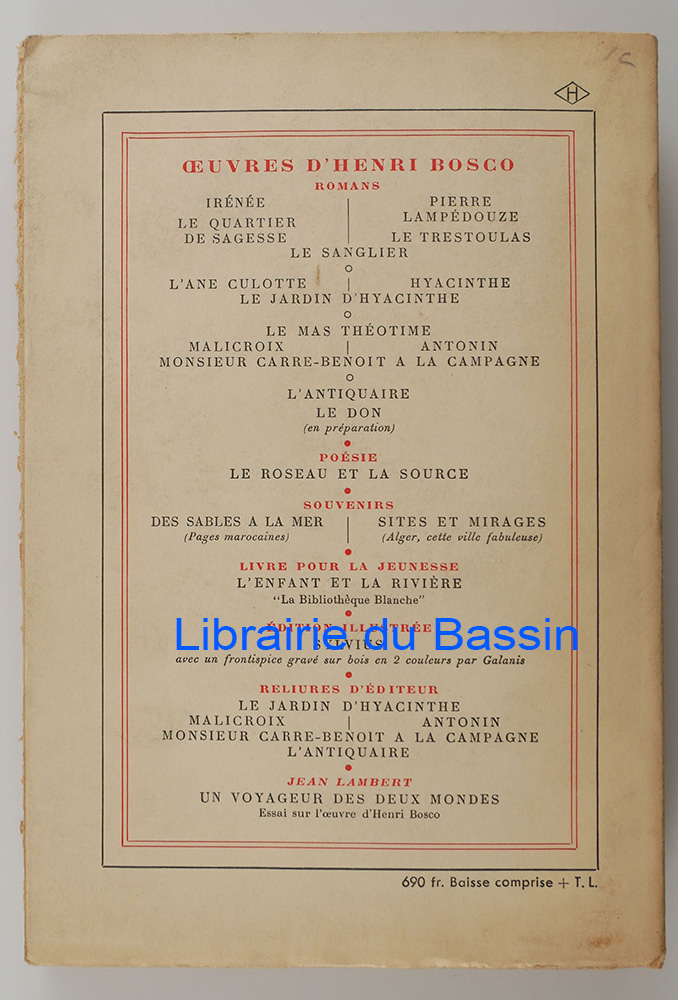 H
ŒUVRES D'HENRI BOSCO
ROMANS
IRÉNÉE | PIERRE
LE QUARTIER | LAMPÉDOUZE
DE SAGESSE | LE TRESTOULAS
LE SANGLIER
L'ANE CULOTTE | HYACINTHE
LE JARDIN D'HYACINTHE
LE MAS THÉOTIME
MALICROIX | ANTONIN
MONSIEUR CARRE-BENOIT A LA CAMPAGNE
L'ANTIQUAIRE
LE DON
(en préparation)
POÉSIE
LE ROSEAU ET LA SOURCE
SOUVENIRS
DES SABLES A LA MER | SITES ET MIRAGES
(Pages marocaines) | (Alger, cette ville fabuleuse)
LIVRE POUR LA JEUNESSE
L'ENFANT ET LA RIVIÈRE
"La Bibliothèque Blanche"
ÉDITION ILLUSTRÉE
Librairie du Bassin
SYLVIUS
avec un frontispice gravé sur bois en 2 couleurs par Galanis
RELIURES D'ÉDITEUR
LE JARDIN D'HYACINTHE
MALICROIX | ANTONIN
MONSIEUR CARRE-BENOIT A LA CAMPAGNE
L'ANTIQUAIRE
JEAN LAMBERT
UN VOYAGEUR DES DEUX MONDES
Essai sur l'œuvre d'Henri Bosco
690 fr. Baisse comprise + T. L.